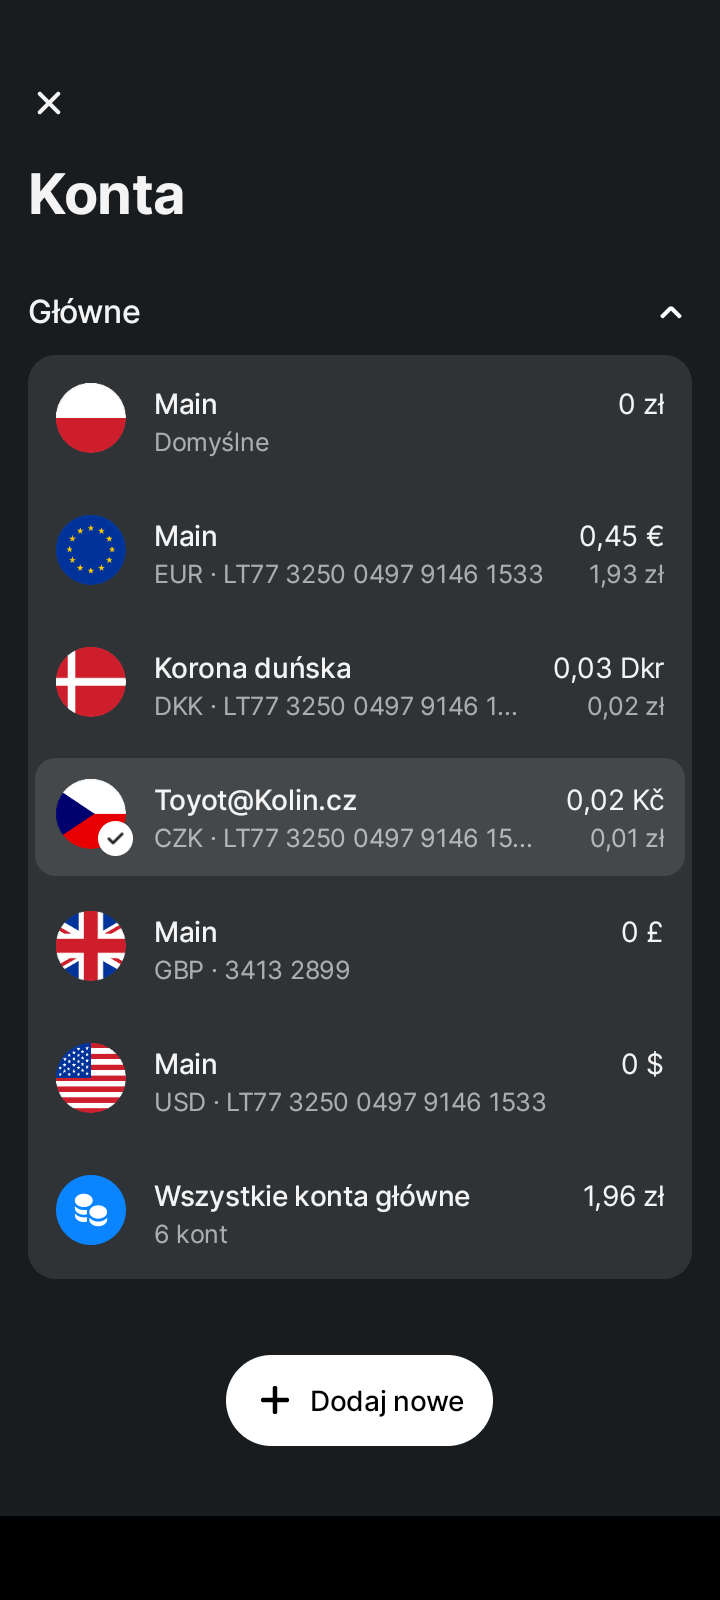 Konta
Główne
Main 0 zł
Domyślne
Main 0,45 €
EUR · LT77 3250 0497 9146 1533 1,93 zł
Korona duńska 0,03 Dkr
DKK · LT77 3250 0497 9146 1... 0,02 zł
Toyot@Kolin.cz 0,02 Kč
CZK · LT77 3250 0497 9146 15... 0,01 zł
Main 0 £
GBP · 3413 2899
Main 0 $
USD · LT77 3250 0497 9146 1533
Wszystkie konta główne 1,96 zł
6 kont
Dodaj nowe